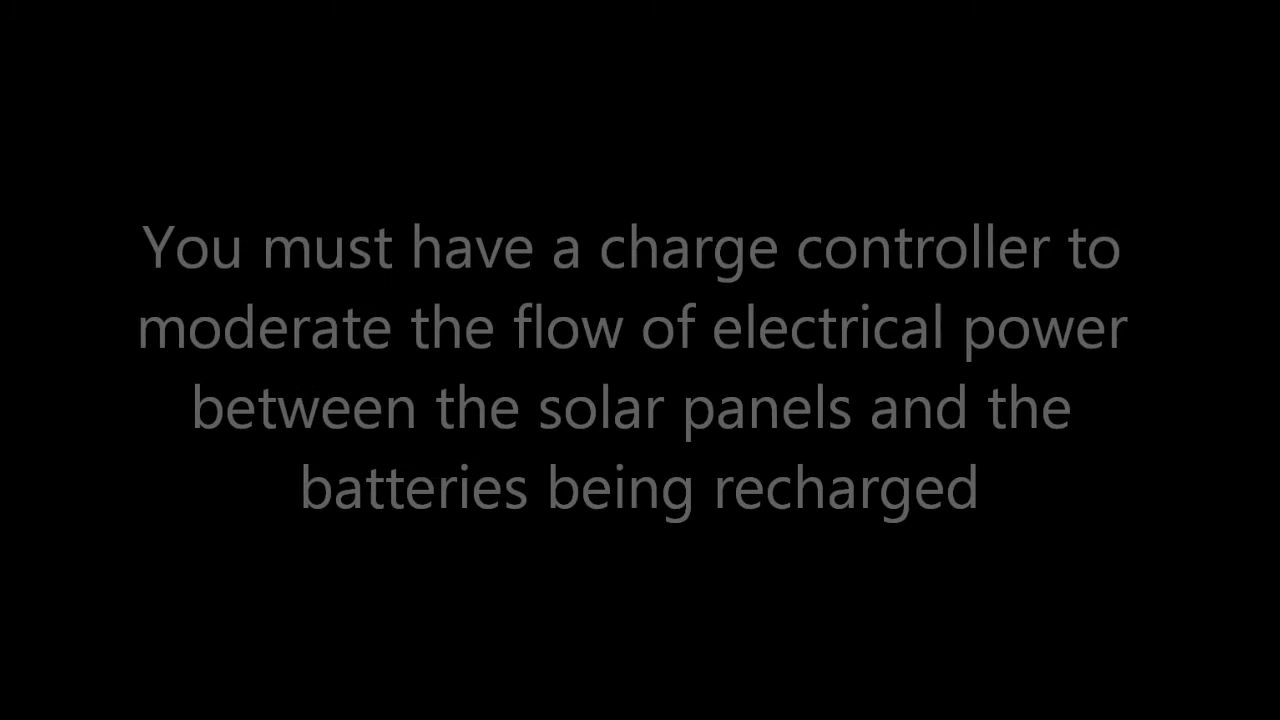 You must have a charge controller to
moderate the flow of electrical power
between the solar panels and the
batteries being recharged